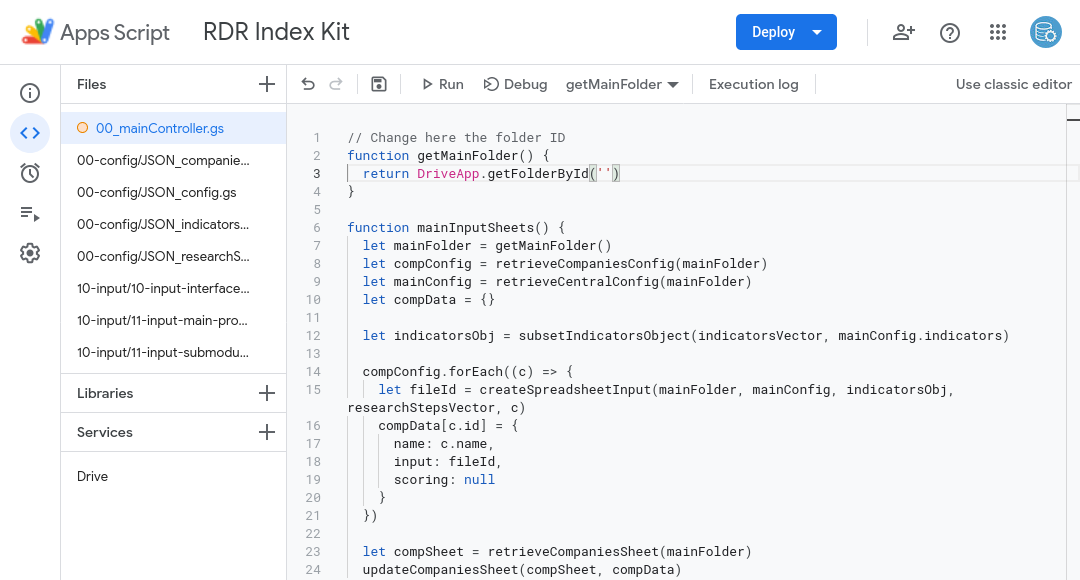 Apps Script
RDR Index Kit
Deploy
Files
Run
Debug
getMainFolder
Execution log
Use classic editor
00_mainController.gs
00-config/JSON_companie...
00-config/JSON_config.gs
00-config/JSON_indicators...
00-config/JSON_researchS...
10-input/10-input-interface...
10-input/11-input-main-pro...
10-input/11-input-submodu...
Libraries
Services
Drive
1 // Change here the folder ID
2 function getMainFolder() {
3 return DriveApp.getFolderById('')
4 }
5
6 function mainInputSheets() {
7 let mainFolder = getMainFolder()
8 let compConfig = retrieveCompaniesConfig(mainFolder)
9 let mainConfig = retrieveCentralConfig(mainFolder)
10 let compData = {}
11
12 let indicatorsObj = subsetIndicatorsObject(indicatorsVector, mainConfig.indicators)
13
14 compConfig.forEach((c) => {
15 let fileId = createSpreadsheetInput(mainFolder, mainConfig, indicatorsObj,
researchStepsVector, c)
16 compData[c.id] = {
17 name: c.name,
18 input: fileId,
19 scoring: null
20 }
21 })
22
23 let compSheet = retrieveCompaniesSheet(mainFolder)
24 updateCompaniesSheet(compSheet, compData)